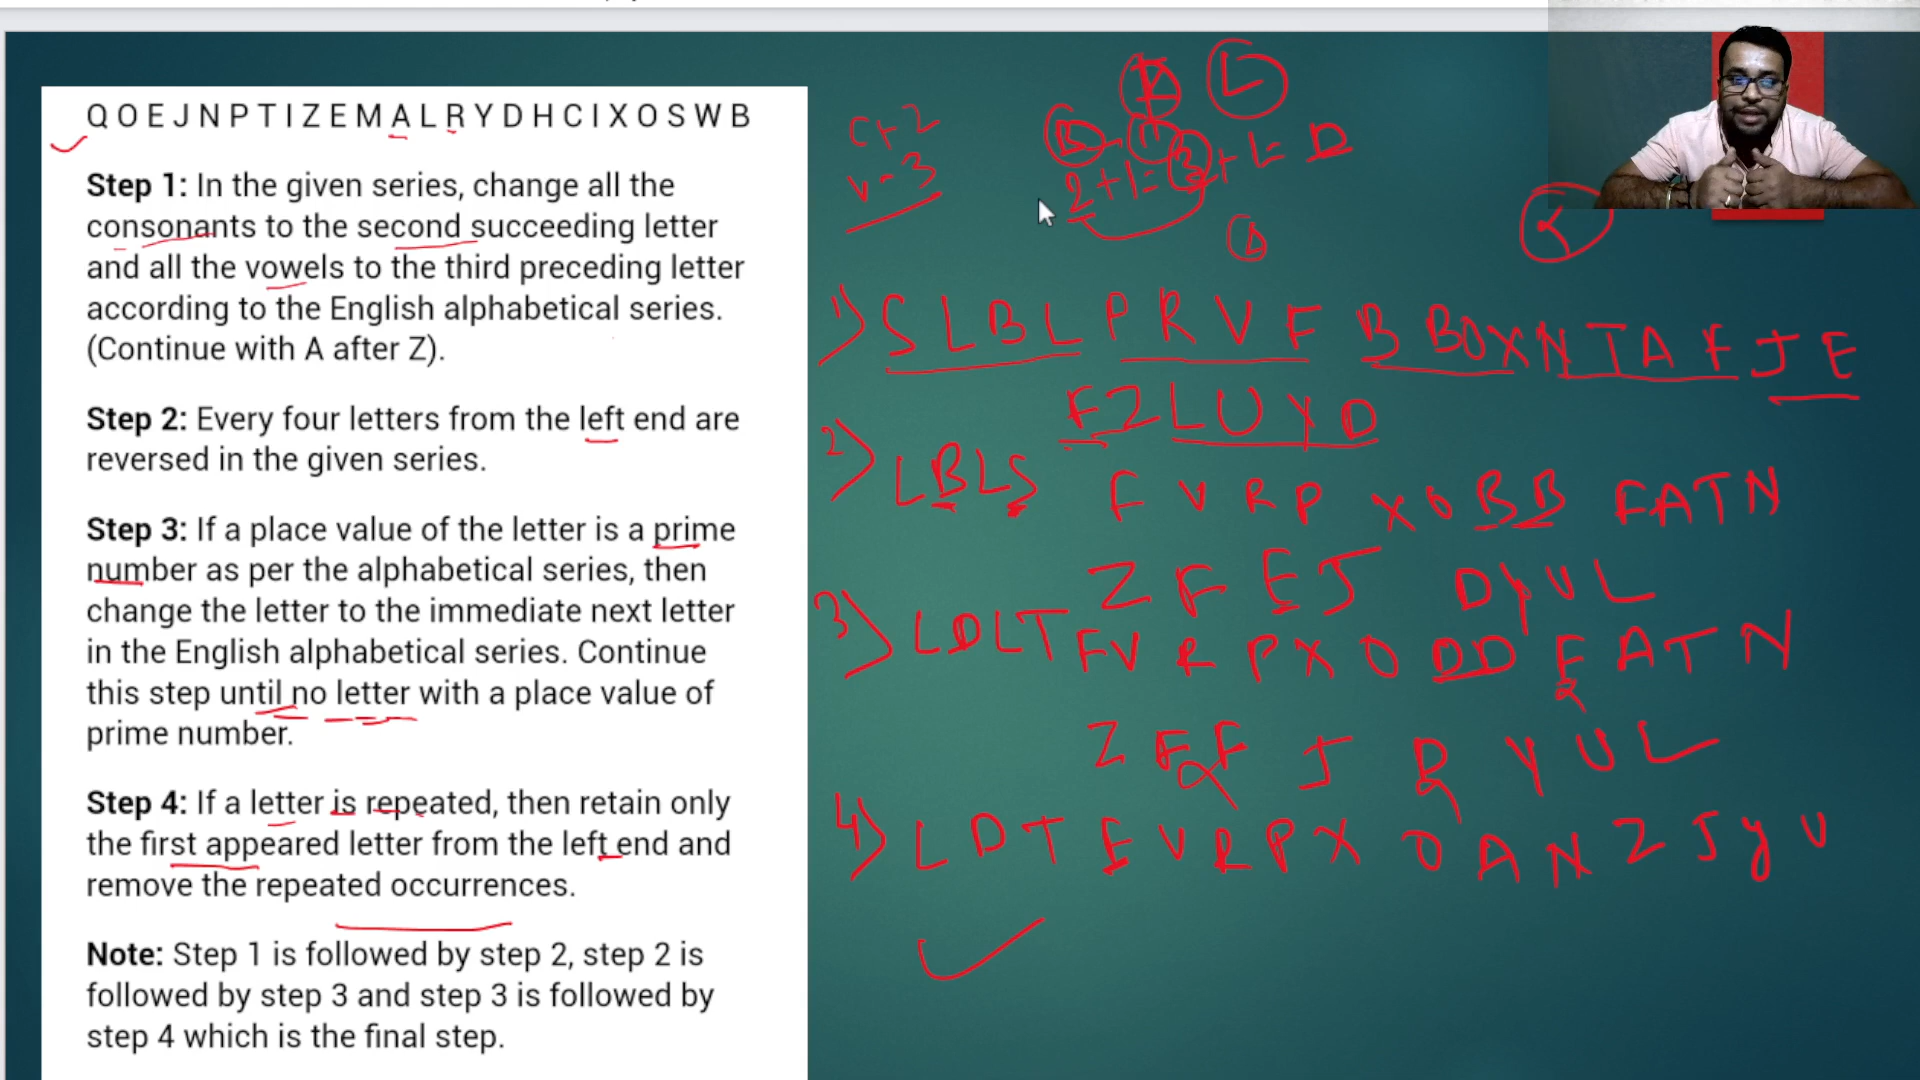 Q O E J N P T I Z E M A L R Y D H C I X O S W B
Step 1: In the given series, change all the
consonants to the second succeeding letter
and all the vowels to the third preceding letter
according to the English alphabetical series.
(Continue with A after Z).
Step 2: Every four letters from the left end are
reversed in the given series.
Step 3: If a place value of the letter is a prime
number as per the alphabetical series, then
change the letter to the immediate next letter
in the English alphabetical series. Continue
this step until no letter with a place value of
prime number.
Step 4: If a letter is repeated, then retain only
the first appeared letter from the left end and
remove the repeated occurrences.
Note: Step 1 is followed by step 2, step 2 is
followed by step 3 and step 3 is followed by
step 4 which is the final step.
C+2
V-3
L
2+1=3+1= D
1) S L B L P R V F B B O X N T A F J E
F Z L U Y D
2) L B L S F V R P X O B B F A T N
Z F E J D Y U L
3) L D L T F V R P X O D D F A T N
Z F F J D Y U L
4) L D T F V R P X O A N Z J Y U